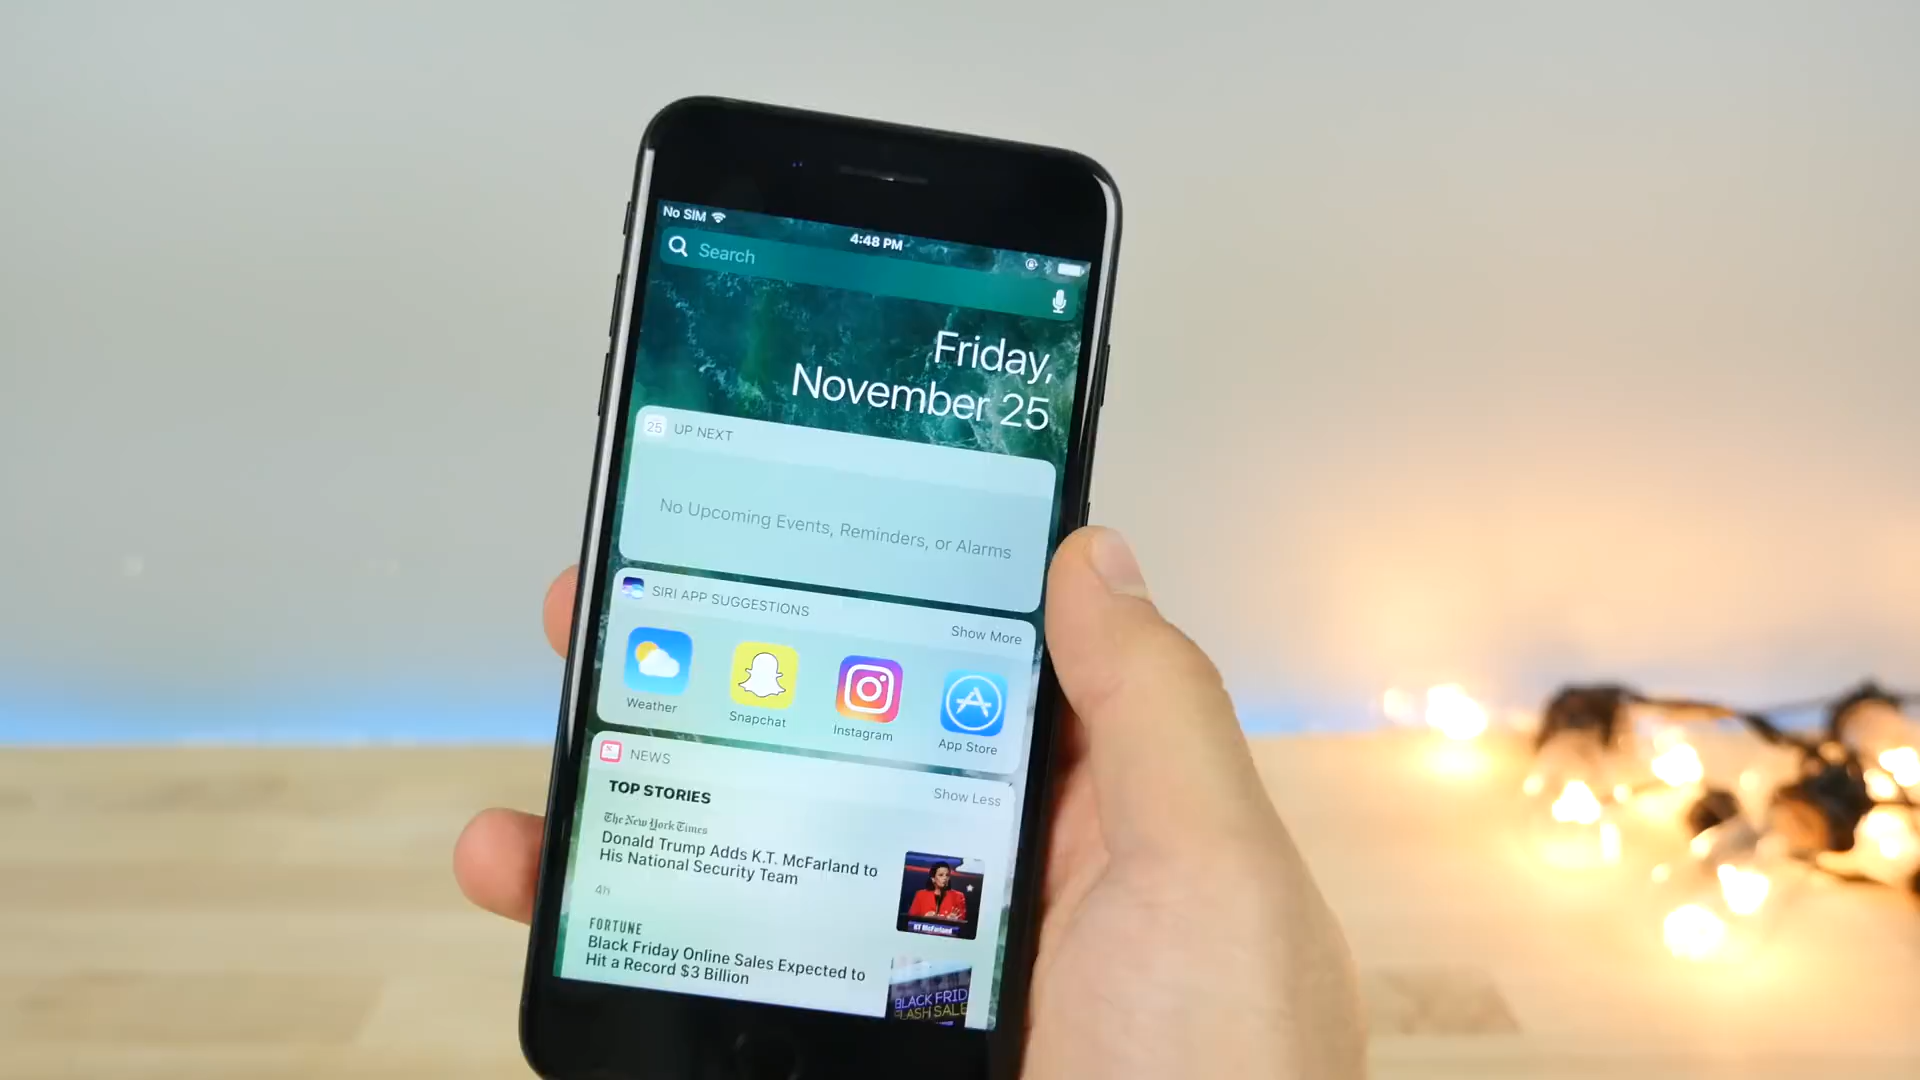 No SIM
4:48 PM
Search
Friday,
November 25
25 UP NEXT
No Upcoming Events, Reminders, or Alarms
SIRI APP SUGGESTIONS
Show More
Weather
Snapchat
Instagram
App Store
NEWS
Show Less
TOP STORIES
The New York Times
Donald Trump Adds K.T. McFarland to
His National Security Team
4h
KT McFarland
FORTUNE
Black Friday Online Sales Expected to
Hit a Record $3 Billion
BLACK FRID
FLASH SALE